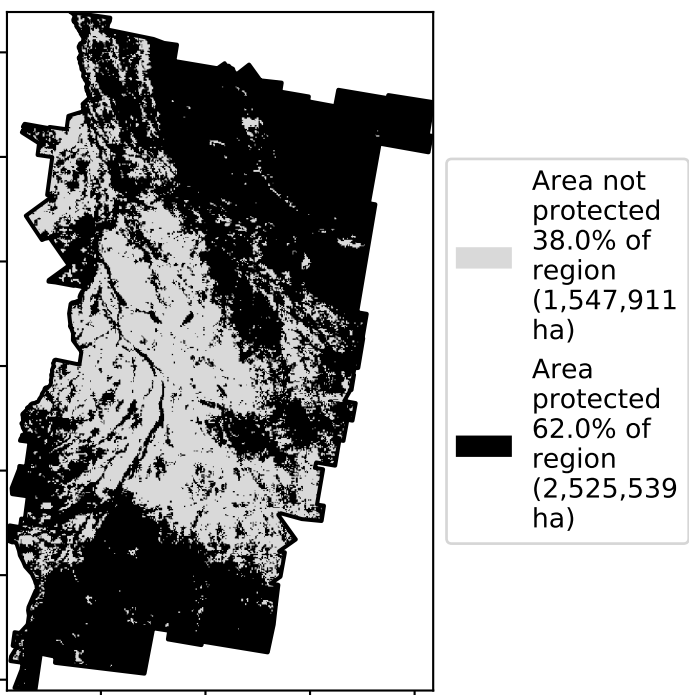 Area not
protected
38.0% of
region
(1,547,911
ha)
Area
protected
62.0% of
region
(2,525,539
ha)